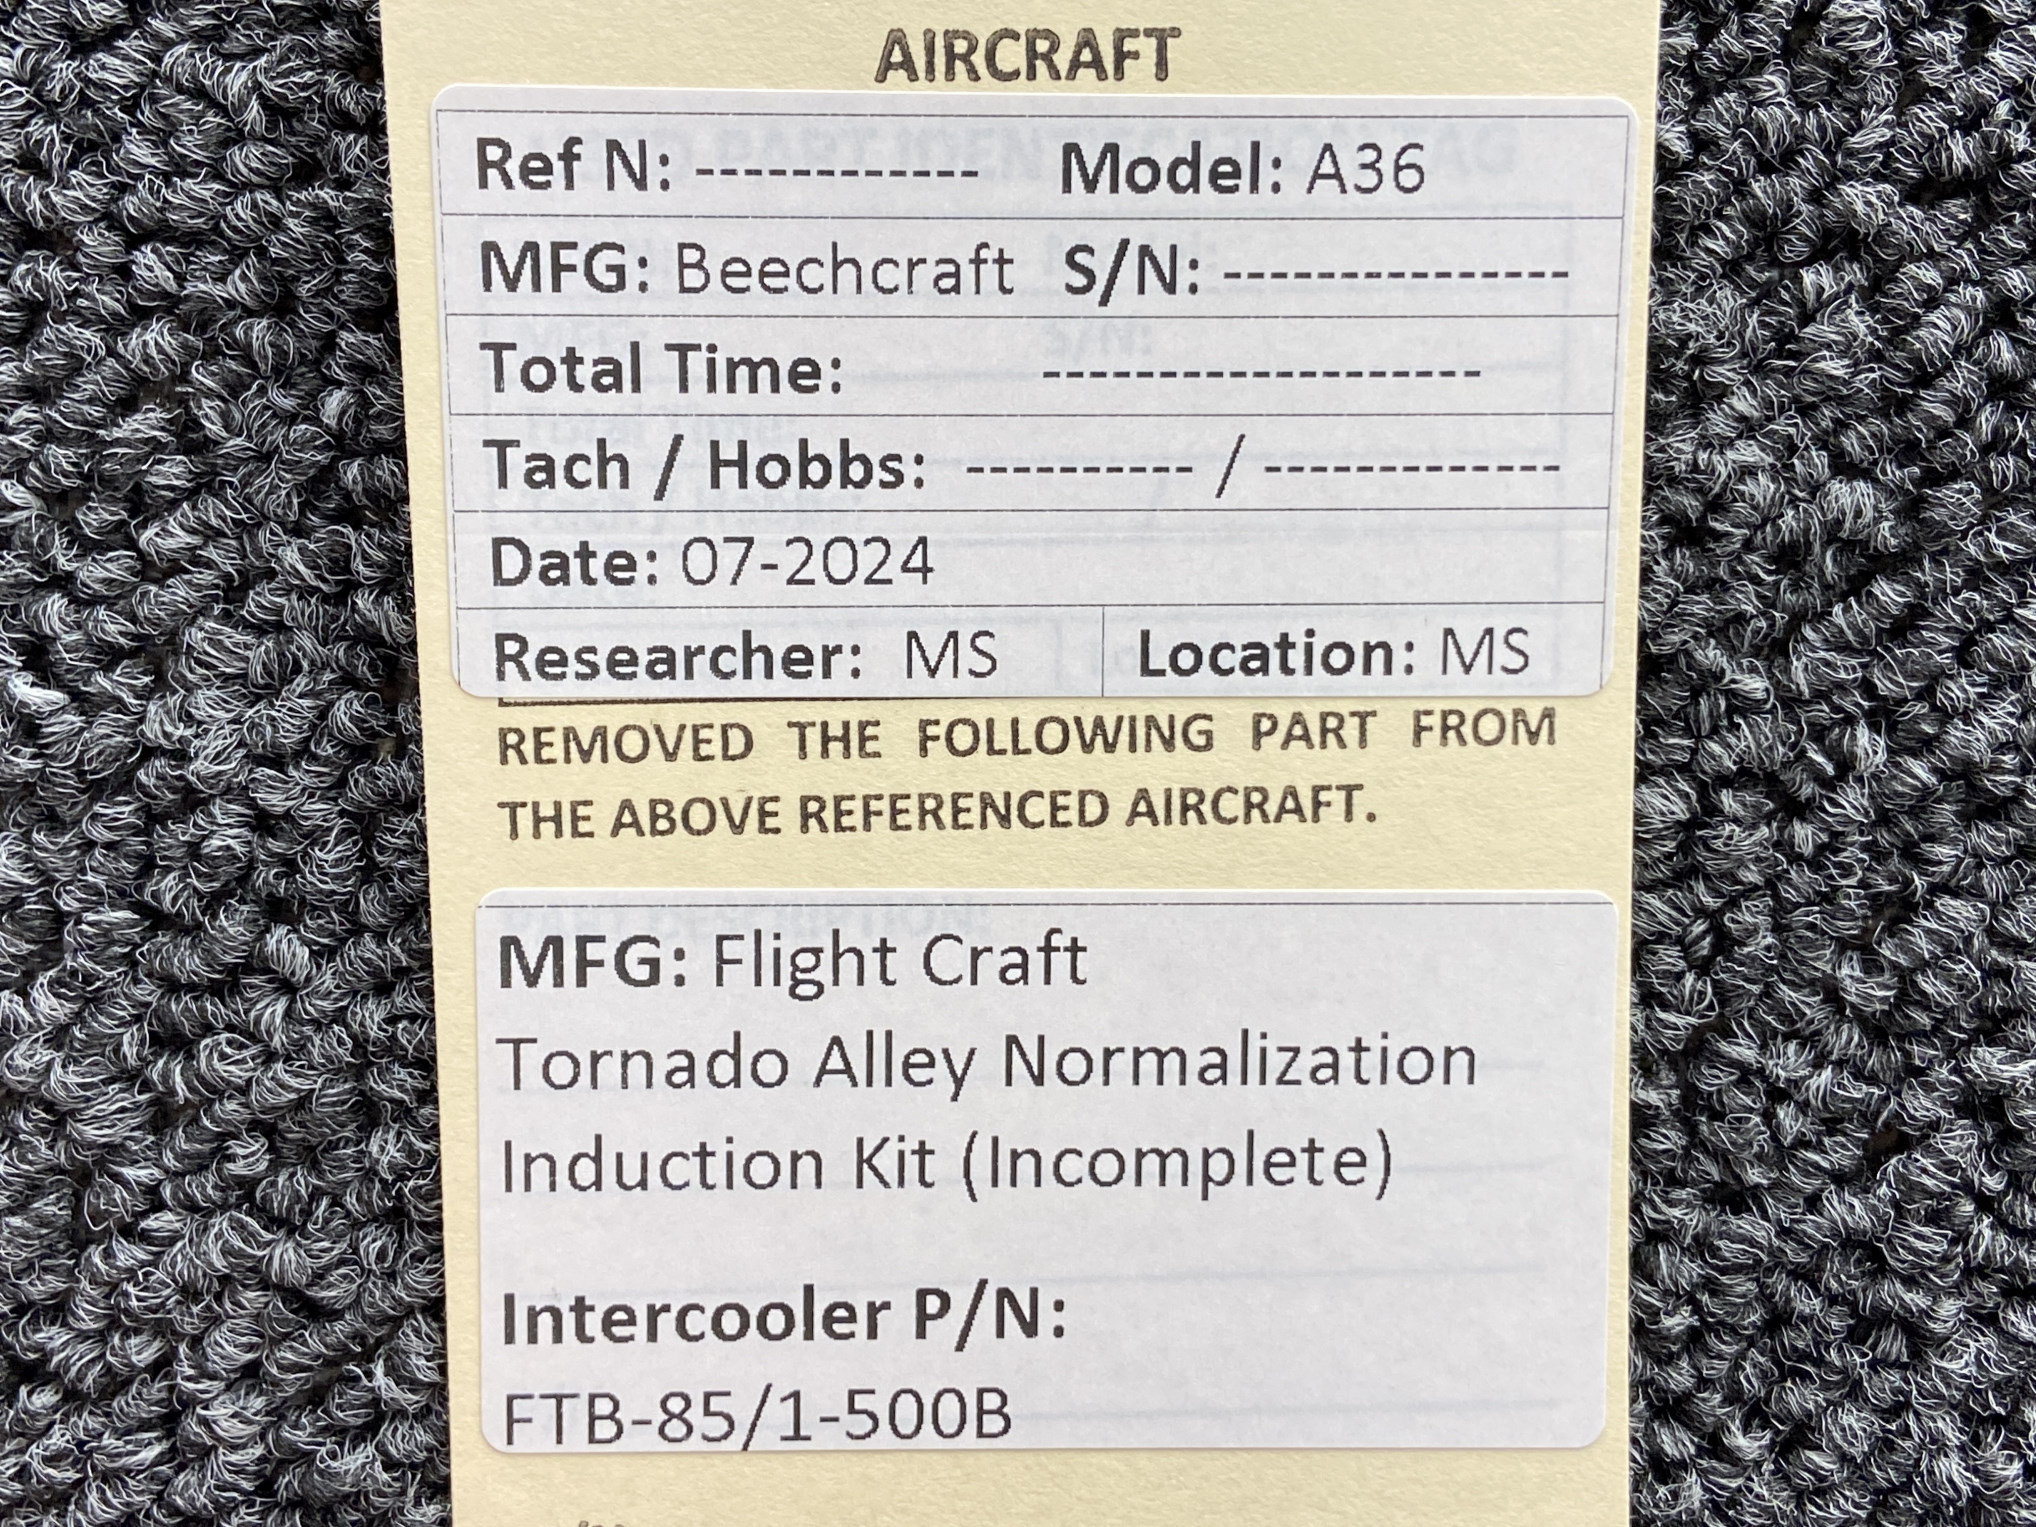 AIRCRAFT
Ref N: ------------ Model: A36
MFG: Beechcraft S/N: ---------------
Total Time: -------------------
Tach / Hobbs: ---------- / -------------
Date: 07-2024
Researcher: MS Location: MS
REMOVED THE FOLLOWING PART FROM
THE ABOVE REFERENCED AIRCRAFT.
MFG: Flight Craft
Tornado Alley Normalization
Induction Kit (Incomplete)
Intercooler P/N:
FTB-85/1-500B